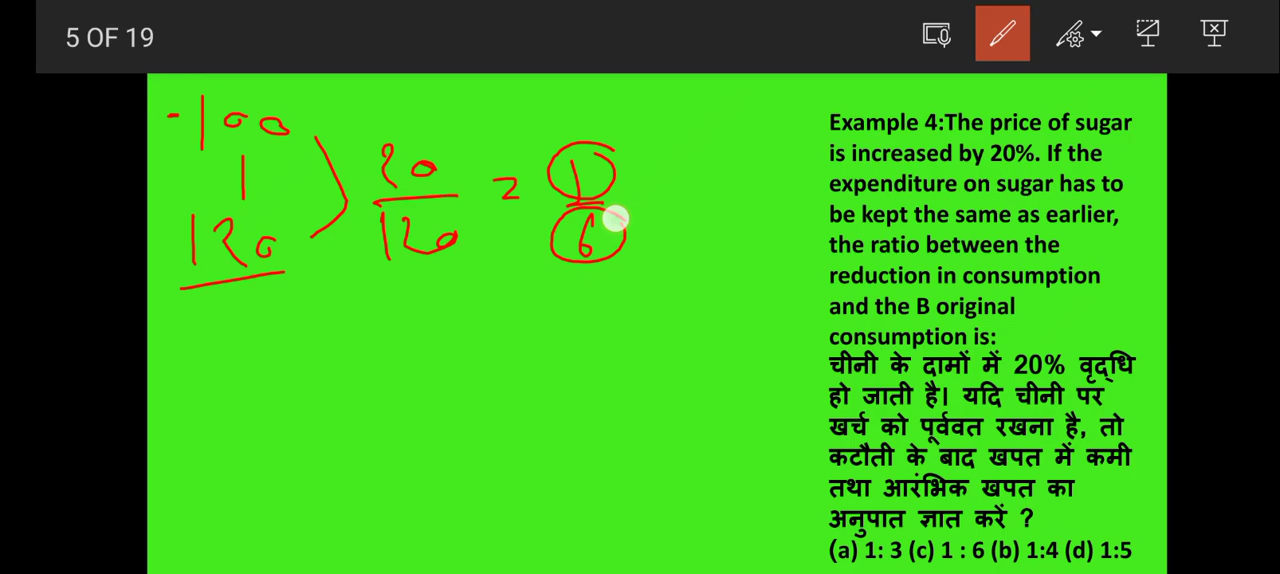 5 OF 19
-100
1
120
20
120
=
1
6
Example 4:The price of sugar
is increased by 20%. If the
expenditure on sugar has to
be kept the same as earlier,
the ratio between the
reduction in consumption
and the B original
consumption is:
चीनी के दामों में 20% वृद्धि
हो जाती है। यदि चीनी पर
खर्च को पूर्ववत रखना है, तो
कटौती के बाद खपत में कमी
तथा आरंभिक खपत का
अनुपात ज्ञात करें ?
(a) 1: 3 (c) 1 : 6 (b) 1:4 (d) 1:5